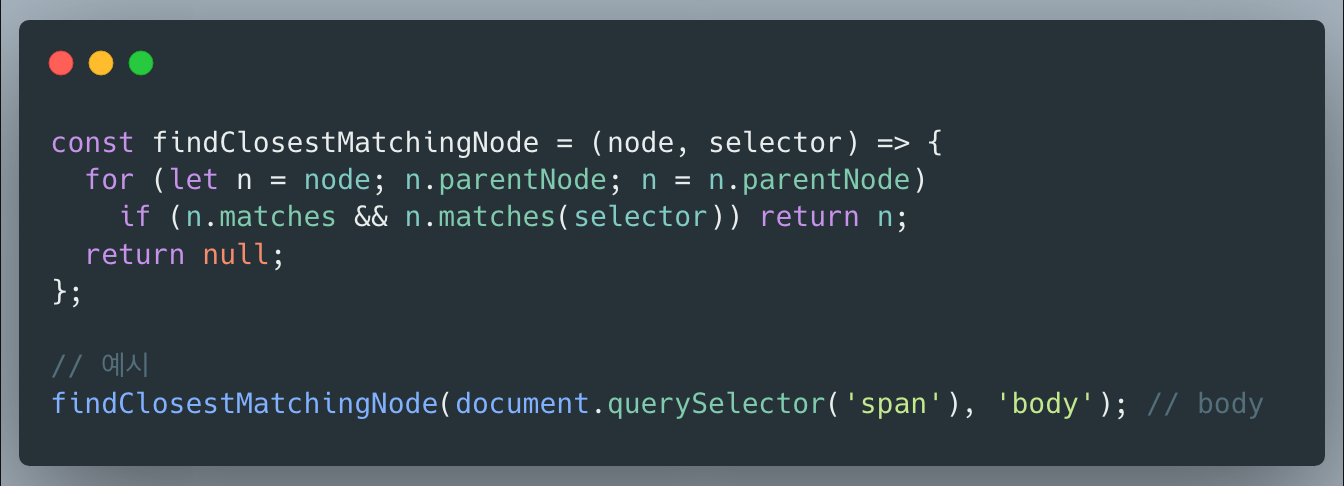 const findClosestMatchingNode = (node, selector) => {
  for (let n = node; n.parentNode; n = n.parentNode)
    if (n.matches && n.matches(selector)) return n;
  return null;
};

// 예시
findClosestMatchingNode(document.querySelector('span'), 'body'); // body